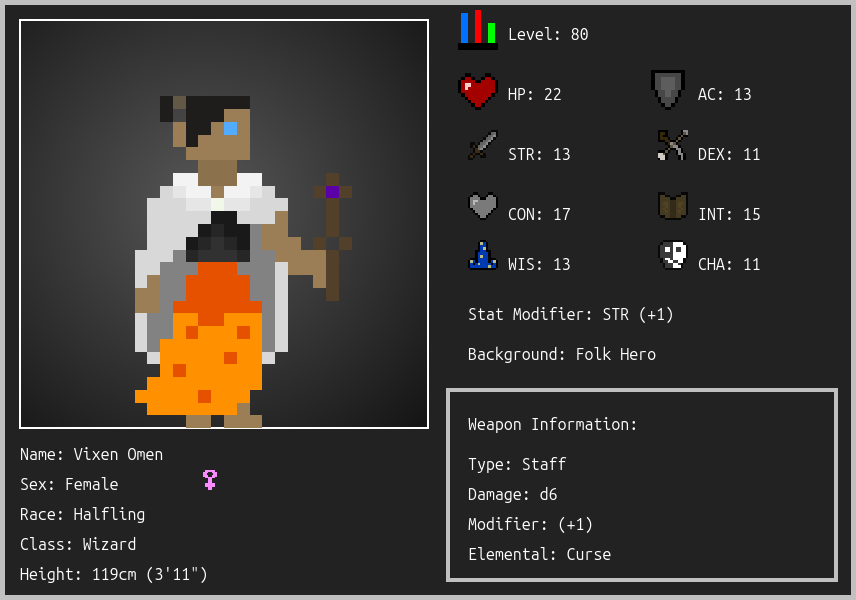 Level: 80
HP: 22
AC: 13
STR: 13
DEX: 11
CON: 17
INT: 15
WIS: 13
CHA: 11
Stat Modifier: STR (+1)
Background: Folk Hero
Weapon Information:
Type: Staff
Damage: d6
Modifier: (+1)
Elemental: Curse
Name: Vixen Omen
Sex: Female
Race: Halfling
Class: Wizard
Height: 119cm (3'11")